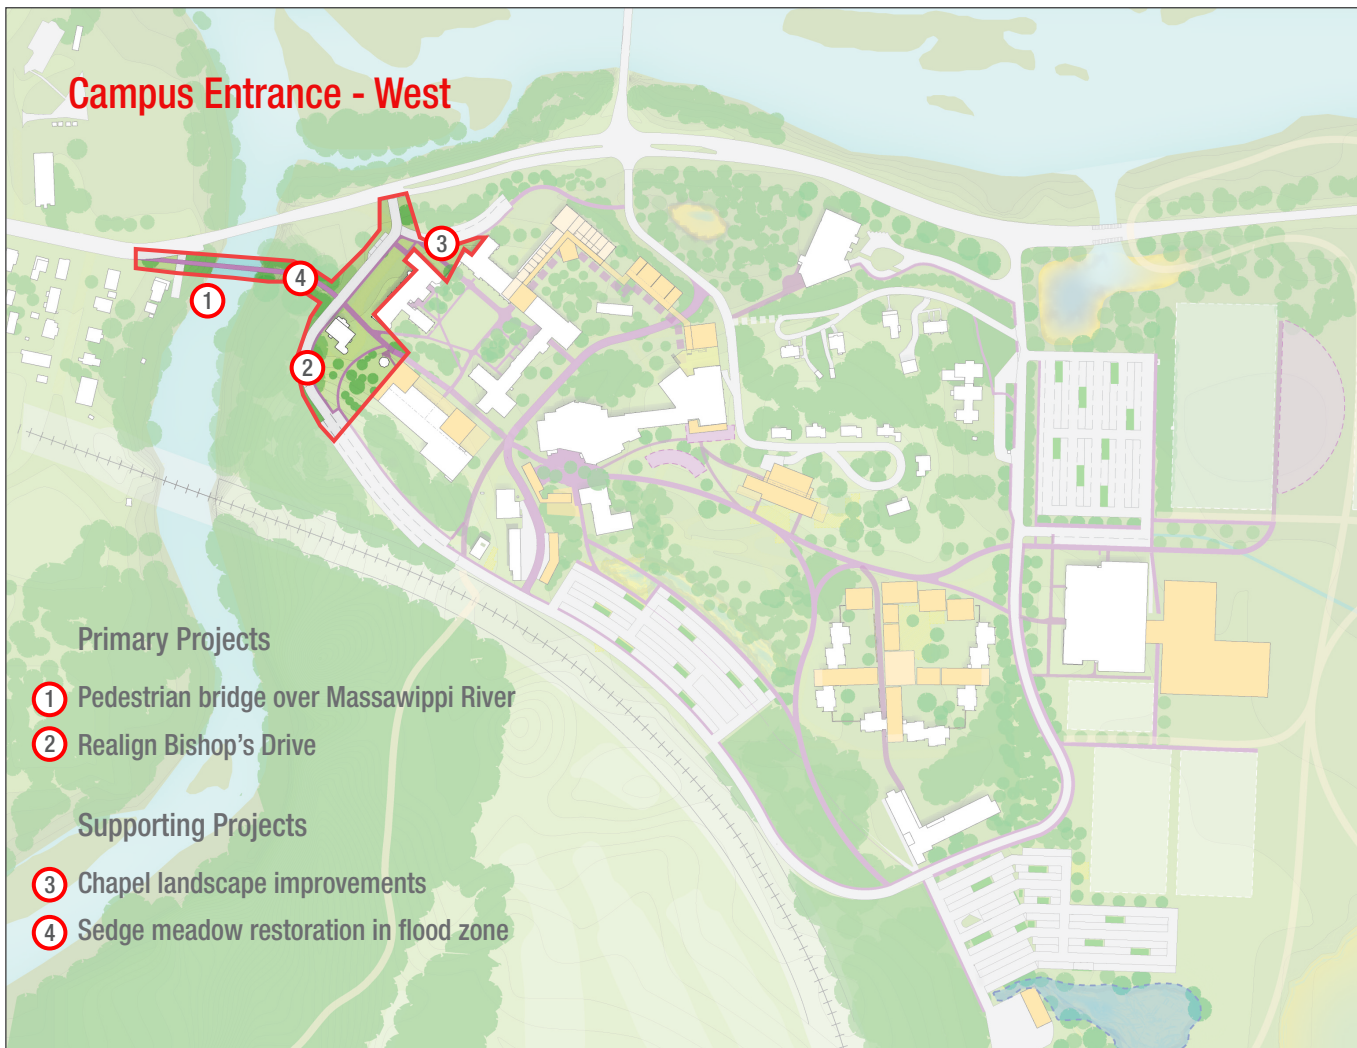 Campus Entrance - West
3
4
1
2
Primary Projects
1 Pedestrian bridge over Massawippi River
2 Realign Bishop’s Drive
Supporting Projects
3 Chapel landscape improvements
4 Sedge meadow restoration in flood zone